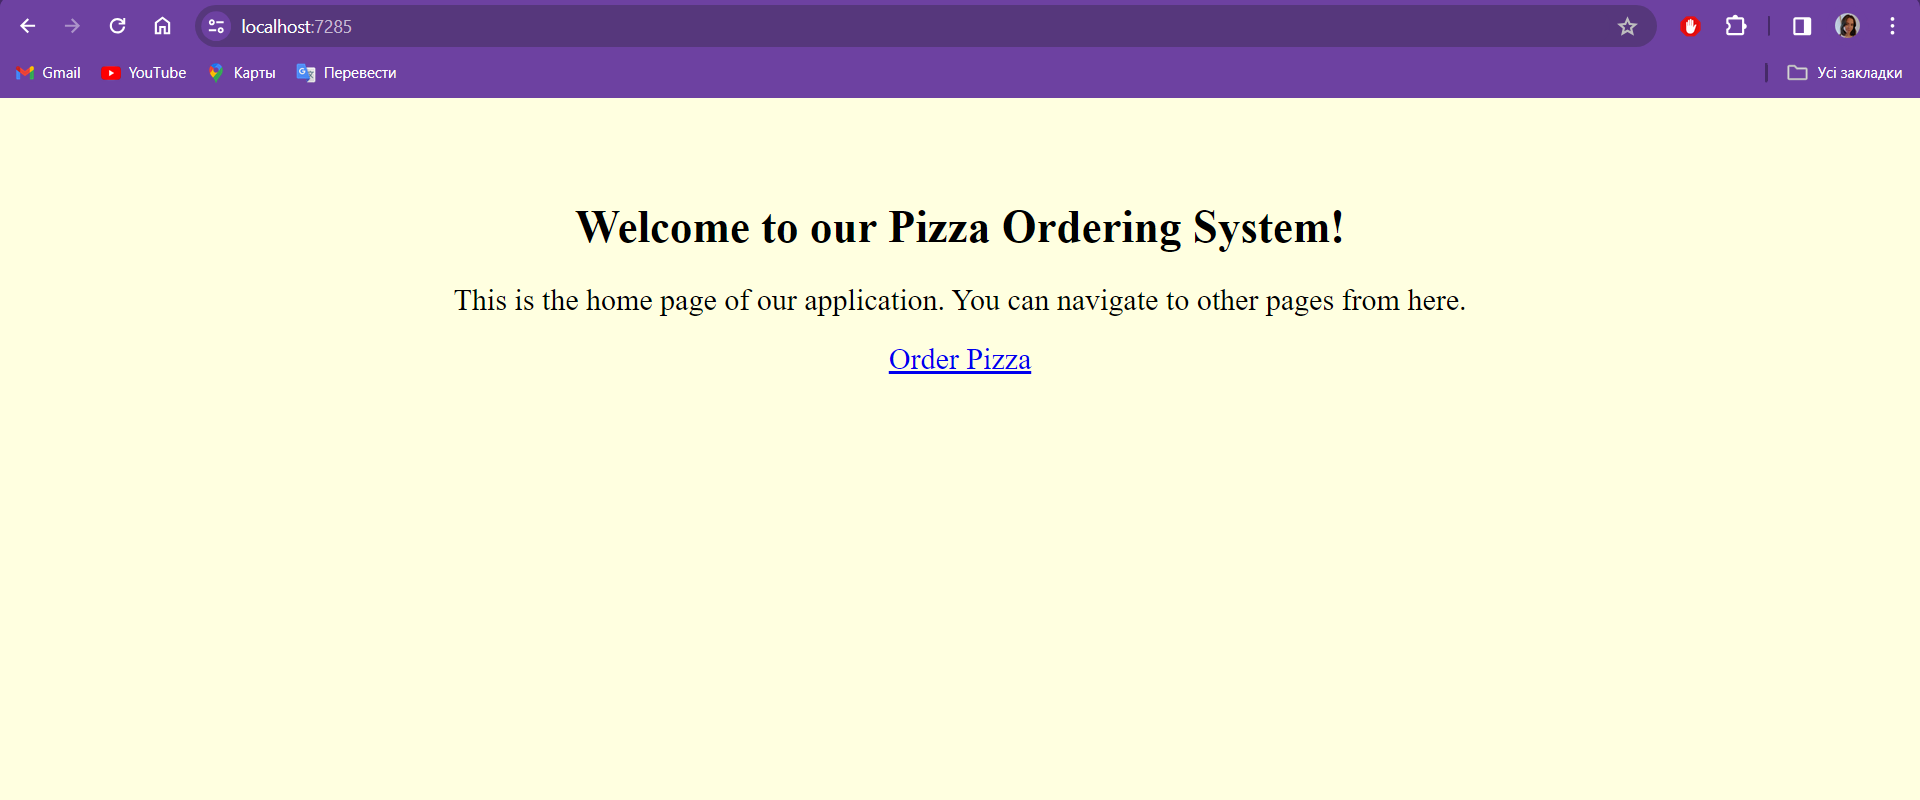 localhost:7285
Gmail YouTube Карты Перевести Усі закладки
Welcome to our Pizza Ordering System!
This is the home page of our application. You can navigate to other pages from here.
Order Pizza